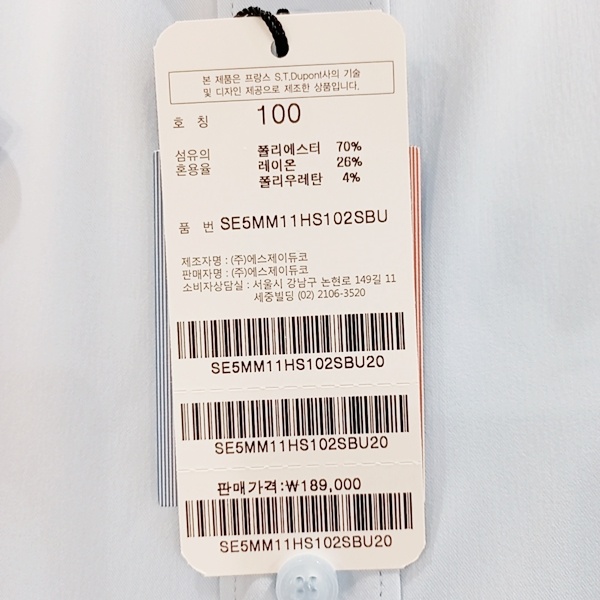 본 제품은 프랑스 S.T.Dupont사의 기술
및 디자인 제공으로 제조한 상품입니다.
호 칭 100
섬유의 폴리에스터 70%
혼용율 레이온 26%
폴리우레탄 4%
품 번 SE5MM11HS102SBU
제조자명 : (주)에스제이듀코
판매자명 : (주)에스제이듀코
소비자상담실 : 서울시 강남구 논현로 149길 11
세중빌딩 (02) 2106-3520
SE5MM11HS102SBU20
SE5MM11HS102SBU20
판매가격:₩189,000
SE5MM11HS102SBU20